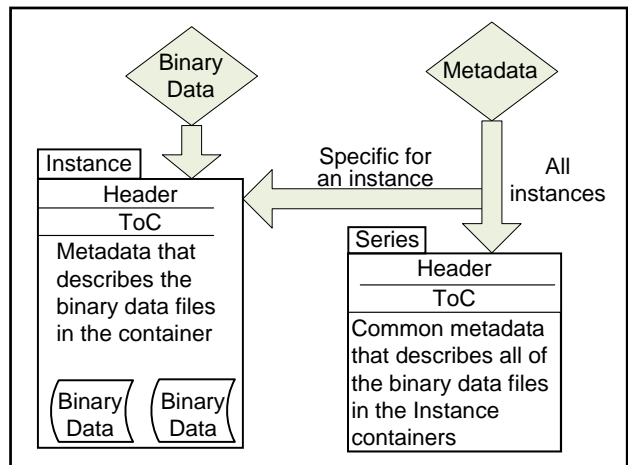 Binary
Data
Metadata
Instance
Specific for
an instance
All
instances
Header
ToC
Metadata that
describes the
binary data files
in the container
Binary
Data
Binary
Data
Series
Header
ToC
Common metadata
that describes all of
the binary data files
in the Instance
containers